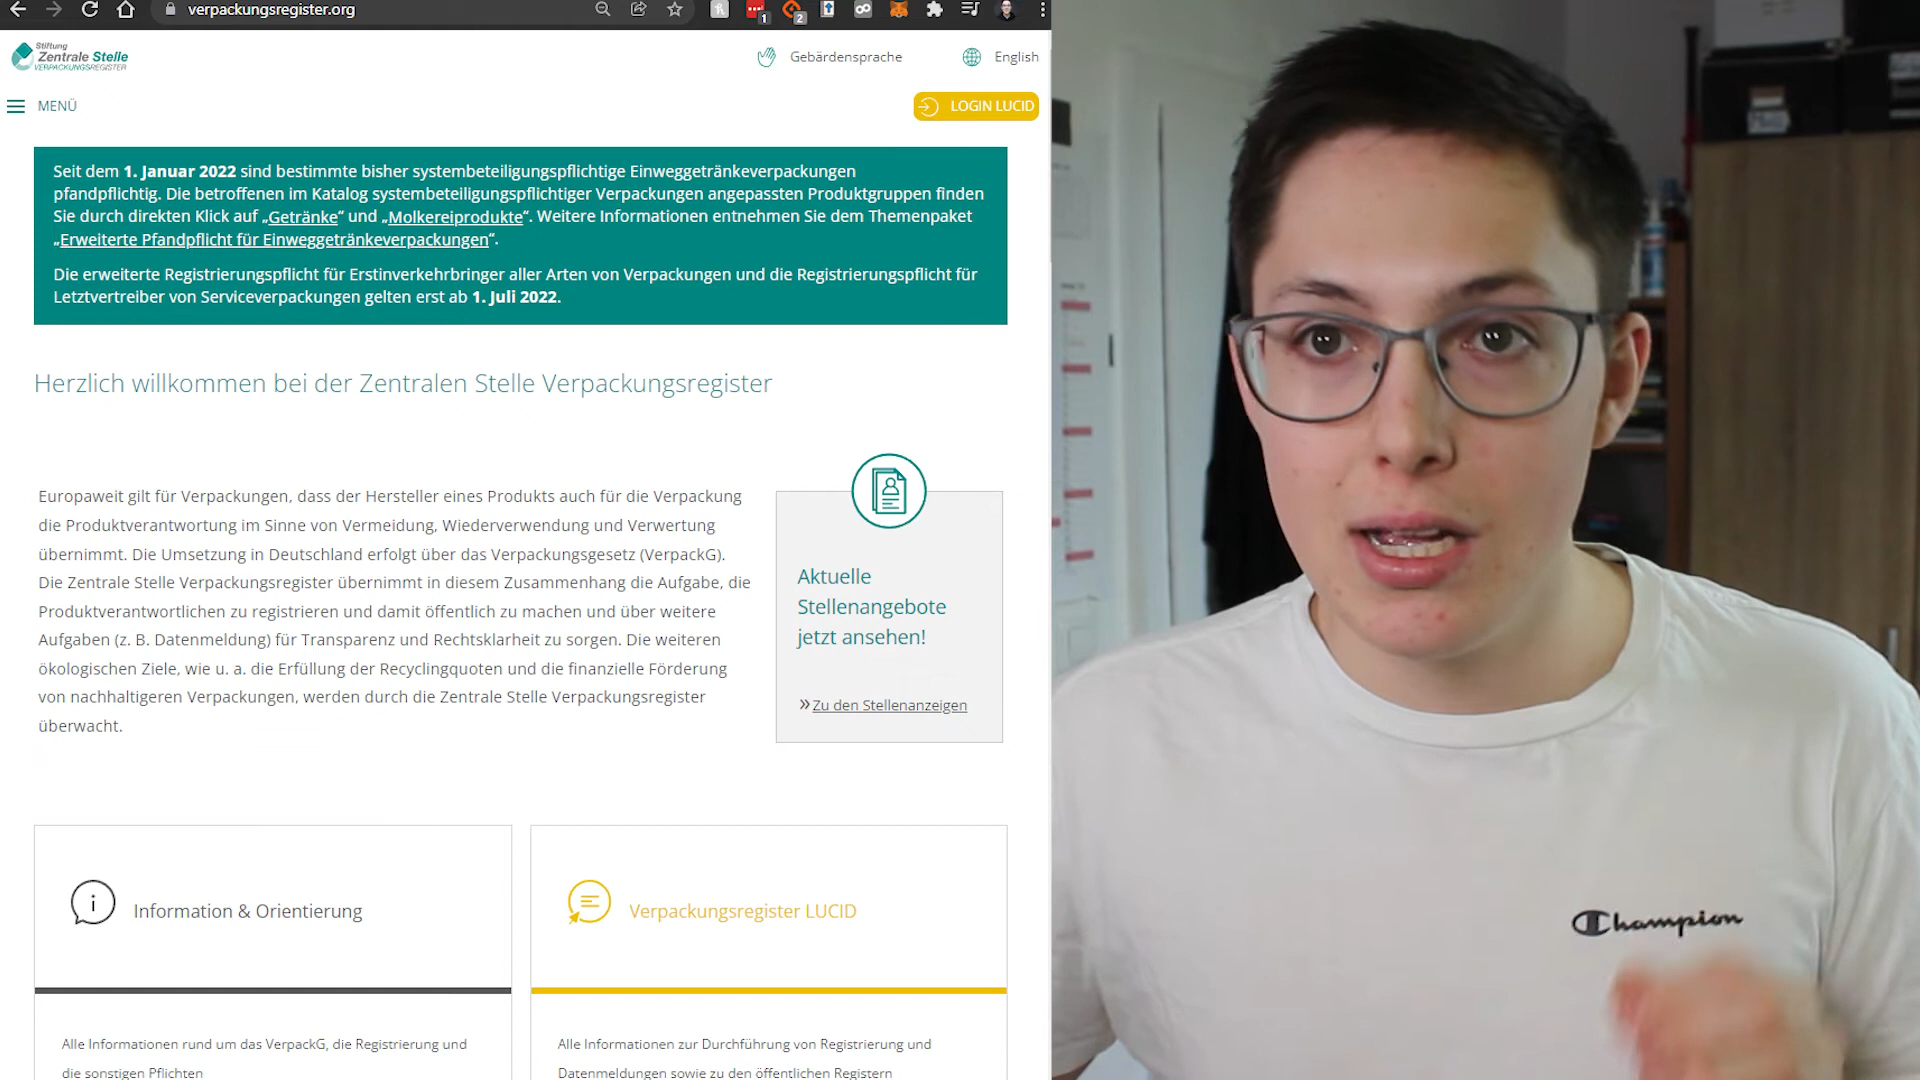 verpackungsregister.org
1
2
Stiftung
Zentrale Stelle
VERPACKUNGSREGISTER
Gebärdensprache
English
MENÜ
LOGIN LUCID
Seit dem 1. Januar 2022 sind bestimmte bisher systembeteiligungspflichtige Einweggetränkeverpackungen
pfandpflichtig. Die betroffenen im Katalog systembeteiligungspflichtiger Verpackungen angepassten Produktgruppen finden
Sie durch direkten Klick auf „Getränke“ und „Molkereiprodukte“. Weitere Informationen entnehmen Sie dem Themenpaket
„Erweiterte Pfandpflicht für Einweggetränkeverpackungen“.
Die erweiterte Registrierungspflicht für Erstinverkehrbringer aller Arten von Verpackungen und die Registrierungspflicht für
Letztvertreiber von Serviceverpackungen gelten erst ab 1. Juli 2022.
Herzlich willkommen bei der Zentralen Stelle Verpackungsregister
Europaweit gilt für Verpackungen, dass der Hersteller eines Produkts auch für die Verpackung
die Produktverantwortung im Sinne von Vermeidung, Wiederverwendung und Verwertung
übernimmt. Die Umsetzung in Deutschland erfolgt über das Verpackungsgesetz (VerpackG).
Die Zentrale Stelle Verpackungsregister übernimmt in diesem Zusammenhang die Aufgabe, die
Produktverantwortlichen zu registrieren und damit öffentlich zu machen und über weitere
Aufgaben (z. B. Datenmeldung) für Transparenz und Rechtsklarheit zu sorgen. Die weiteren
ökologischen Ziele, wie u. a. die Erfüllung der Recyclingquoten und die finanzielle Förderung
von nachhaltigeren Verpackungen, werden durch die Zentrale Stelle Verpackungsregister
überwacht.
Aktuelle
Stellenangebote
jetzt ansehen!
»Zu den Stellenanzeigen
Information & Orientierung
Verpackungsregister LUCID
Alle Informationen rund um das VerpackG, die Registrierung und
die sonstigen Pflichten
Alle Informationen zur Durchführung von Registrierung und
Datenmeldungen sowie zu den öffentlichen Registern
Champion